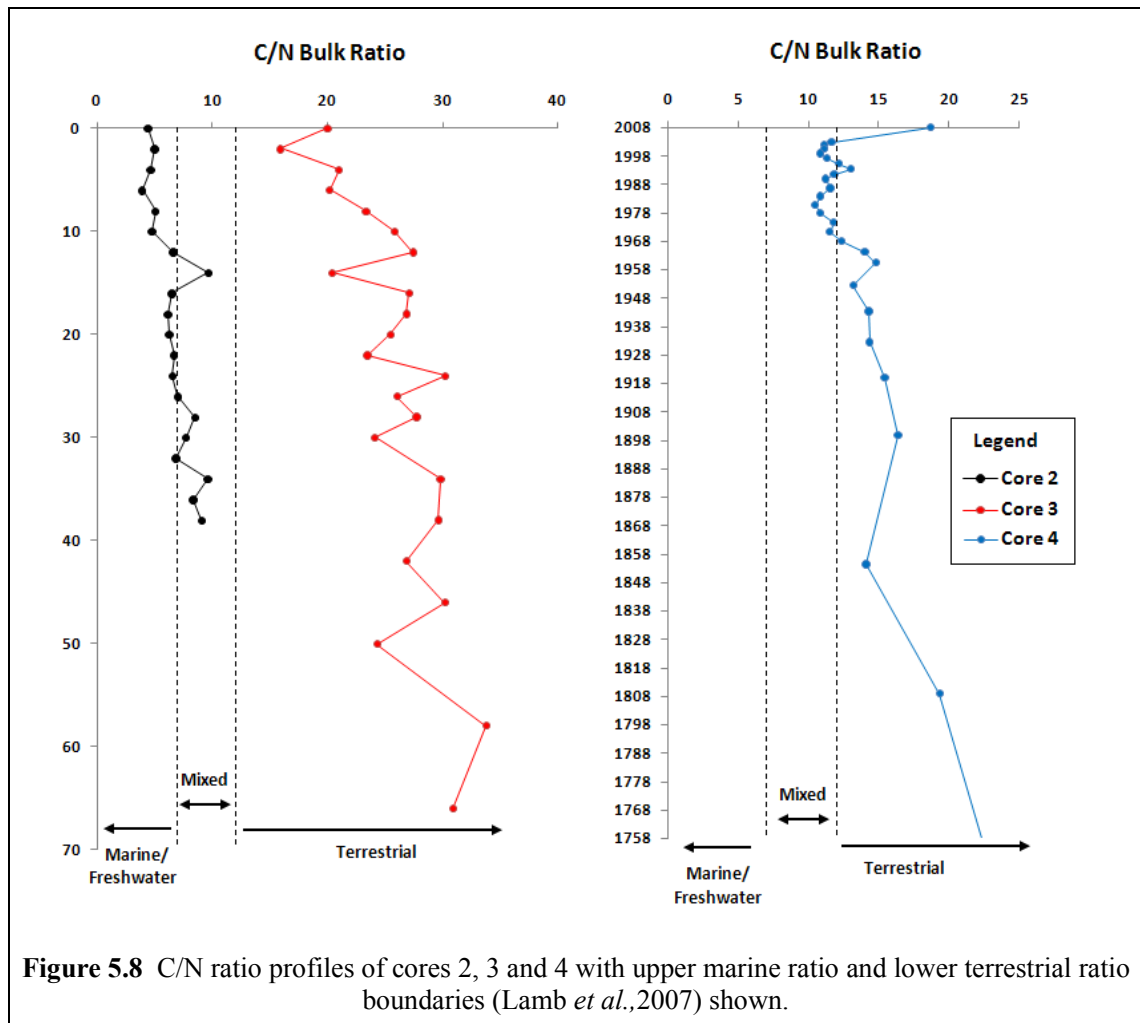 C/N Bulk Ratio
0 10 20 30 40
0
10
20
30
40
50
60
70
Mixed
Marine/
Freshwater
Terrestrial
C/N Bulk Ratio
0 5 10 15 20 25
2008
1998
1988
1978
1968
1958
1948
1938
1928
1918
1908
1898
1888
1878
1868
1858
1848
1838
1828
1818
1808
1798
1788
1778
1768
1758
Mixed
Marine/
Freshwater
Terrestrial
Legend
Core 2
Core 3
Core 4
Figure 5.8 C/N ratio profiles of cores 2, 3 and 4 with upper marine ratio and lower terrestrial ratio
boundaries (Lamb et al.,2007) shown.